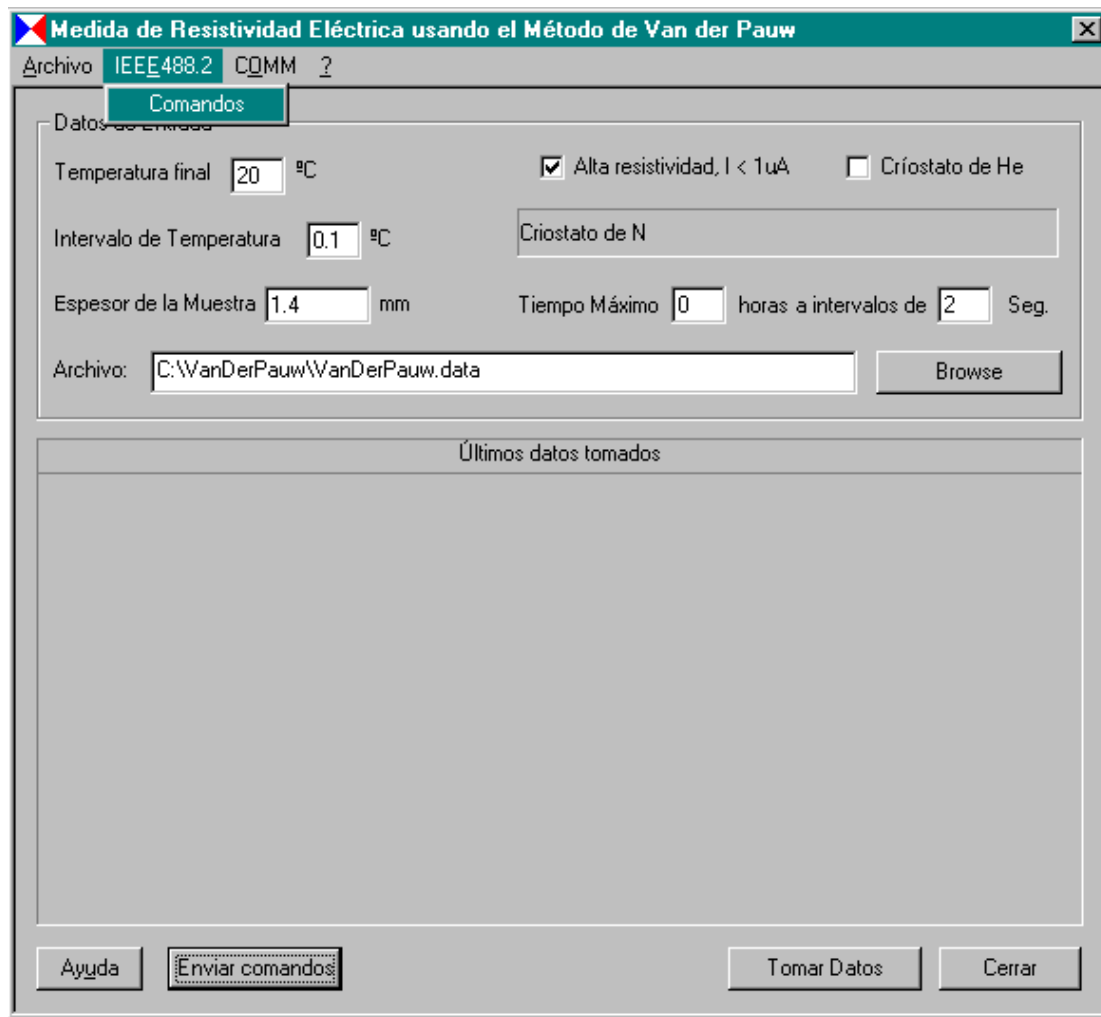 Medida de Resistividad Eléctrica usando el Método de Van der Pauw
Archivo IEEE488.2 COMM ?
Comandos
Datos de Entrada
Temperatura final 20 ºC Alta resistividad, I < 1uA Críostato de He
Intervalo de Temperatura 0.1 ºC Criostato de N
Espesor de la Muestra 1.4 mm Tiempo Máximo 0 horas a intervalos de 2 Seg.
Archivo: C:\VanDerPauw\VanDerPauw.data Browse
Últimos datos tomados
Ayuda Enviar comandos Tomar Datos Cerrar